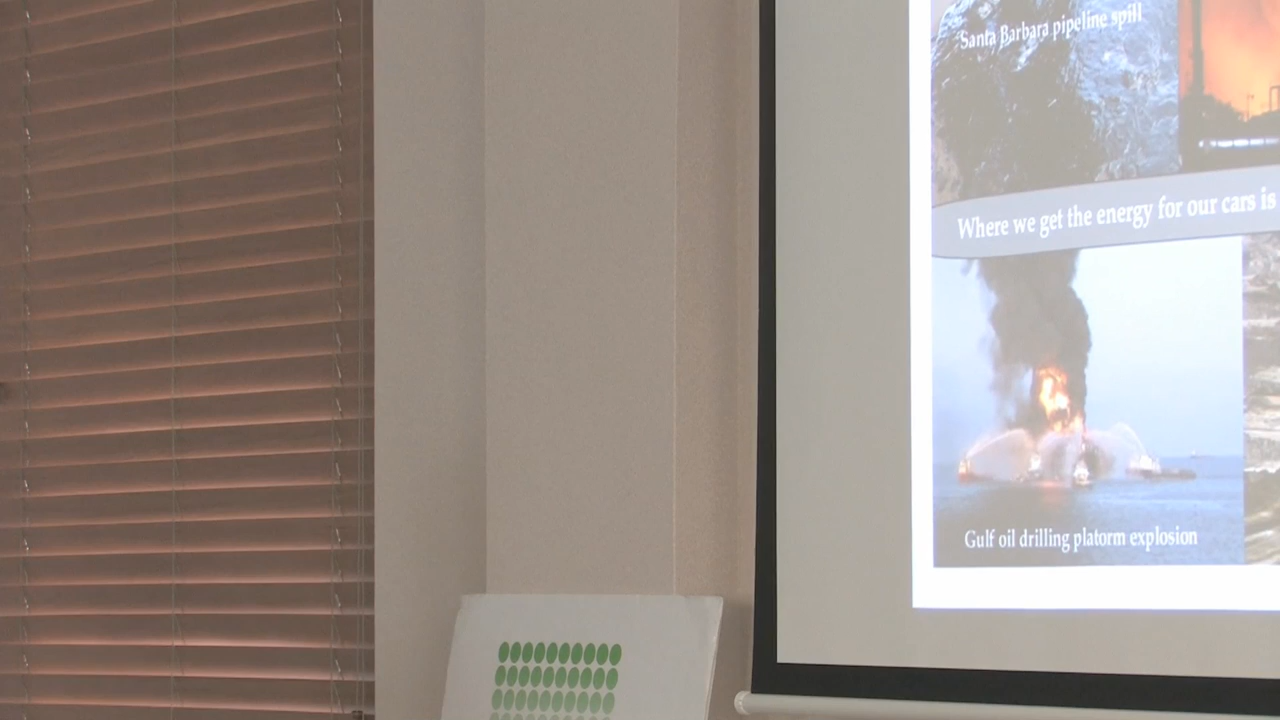 Santa Barbara pipeline spill
Where we get the energy for our cars is
Gulf oil drilling platorm explosion